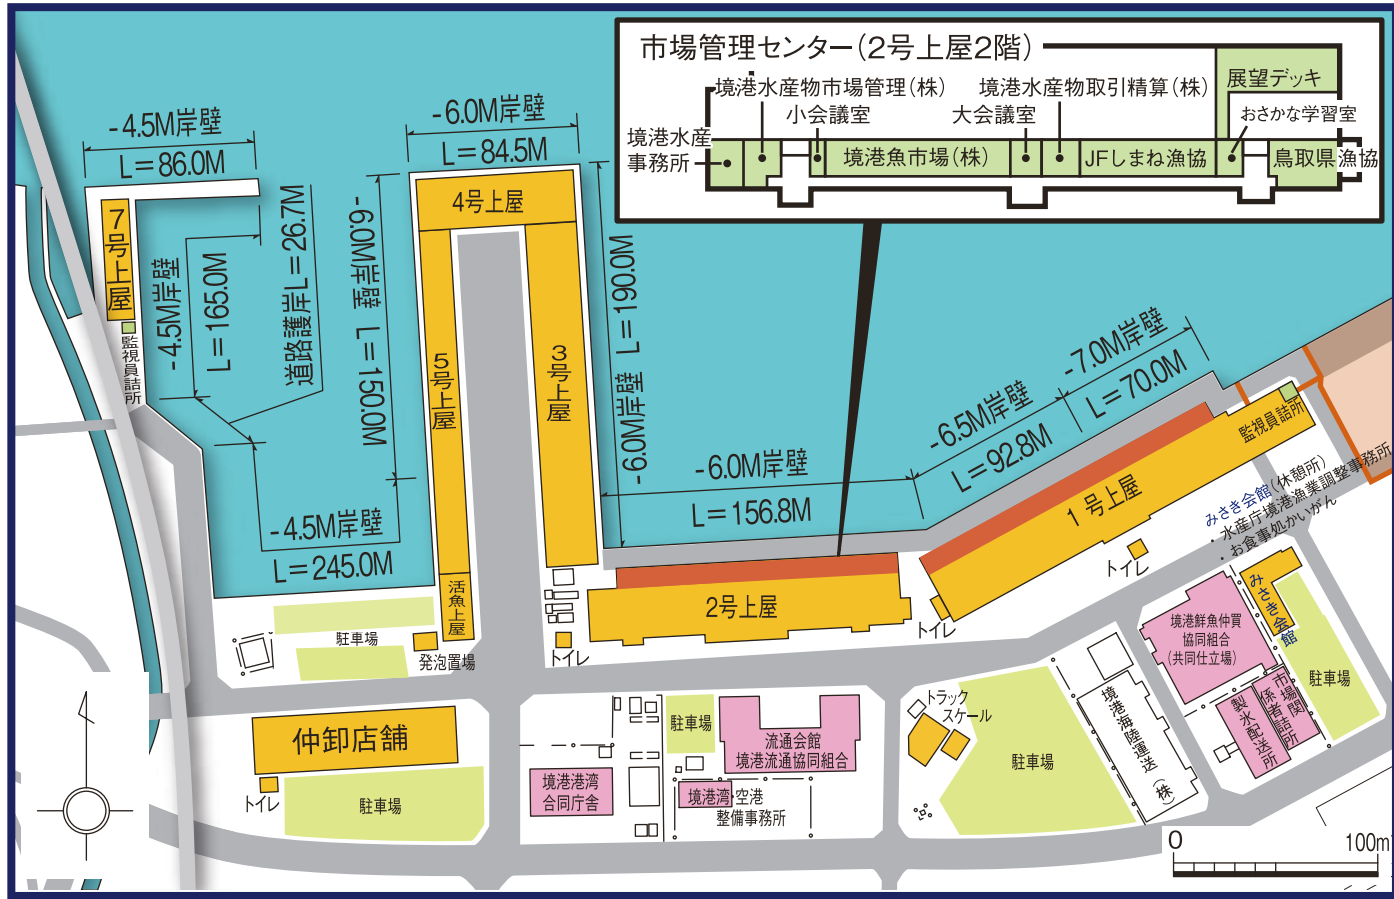 市場管理センター(2号上屋2階)
境港水産物市場管理(株)
境港水産物取引精算(株)
展望デッキ
小会議室
大会議室
おさかな学習室
境港水産
事務所
境港魚市場(株)
JFしまね漁協
鳥取県漁協
-4.5M岸壁
L=86.0M
-6.0M岸壁
L=84.5M
7号上屋
監視員詰所
-4.5M岸壁
L=165.0M
道路護岸L=26.7M
-6.0M岸壁 L=150.0M
4号上屋
5号上屋
3号上屋
-6.0M岸壁 L=190.0M
-4.5M岸壁
L=245.0M
-6.0M岸壁
L=156.8M
-6.5M岸壁
L=92.8M
-7.0M岸壁
L=70.0M
1号上屋
監視員詰所
みさき会館(休憩所)
・水産庁境港漁業調整事務所
・お食事処かいがん
トイレ
2号上屋
トイレ
活魚上屋
駐車場
発泡置場
トイレ
みさき会館
境港鮮魚仲買
協同組合
(共同仕立場)
駐車場
市場関
係者詰所
製氷配送所
境港海陸運送(株)
トラック
スケール
駐車場
駐車場
流通会館
境港流通協同組合
境港湾・空港
整備事務所
境港港湾
合同庁舎
仲卸店舗
トイレ
駐車場
0
100m